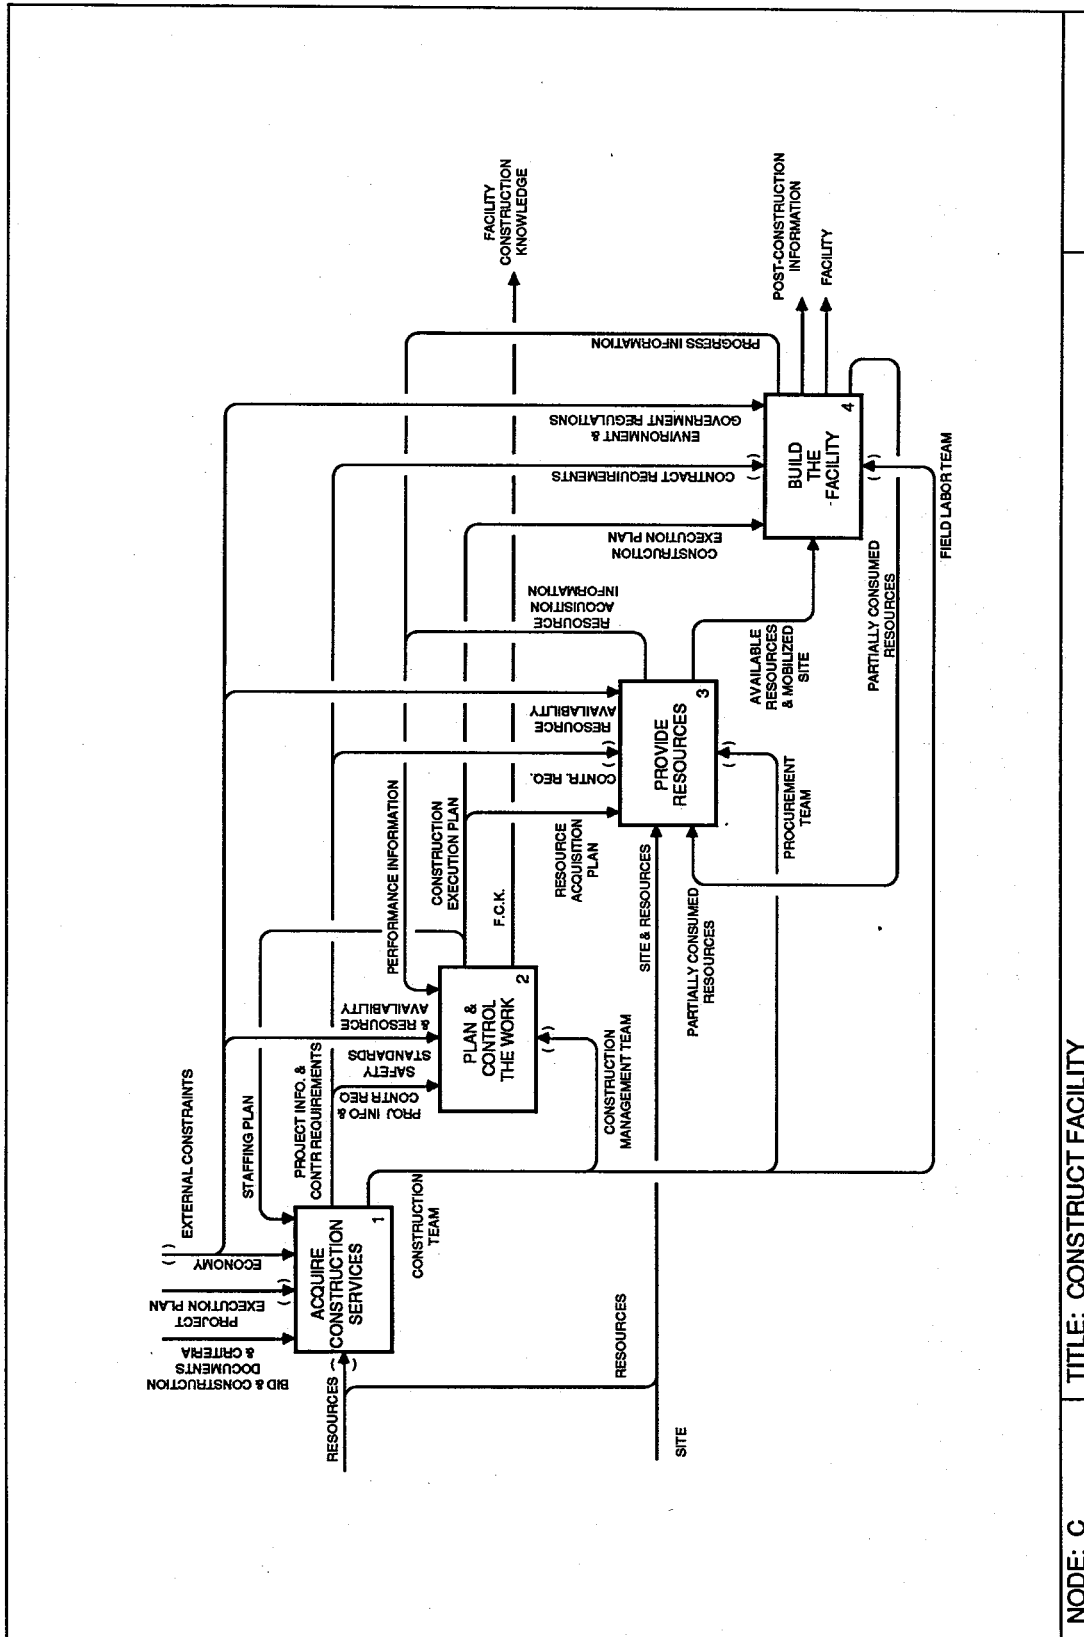 EXTERNAL CONSTRAINTS
BID & CONSTRUCTION
DOCUMENTS
& CRITERIA
PROJECT
EXECUTION PLAN
ECONOMY
STAFFING PLAN
RESOURCES
ACQUIRE
CONSTRUCTION
SERVICES
1
PROJECT INFO. &
CONTR REQUIREMENTS
CONSTRUCTION
TEAM
PROJ INFO &
CONTR REQ
SAFETY
STANDARDS
& RESOURCE
AVAILABILITY
PERFORMANCE INFORMATION
PLAN &
CONTROL
THE WORK
2
CONSTRUCTION
EXECUTION PLAN
F.C.K.
FACILITY
CONSTRUCTION
KNOWLEDGE
CONSTRUCTION
MANAGEMENT TEAM
RESOURCE
ACQUISITION
PLAN
CONTR. REQ.
RESOURCE
AVAILABILITY
RESOURCE
ACQUISITION
INFORMATION
RESOURCES
SITE
SITE & RESOURCES
PARTIALLY CONSUMED
RESOURCES
PROVIDE
RESOURCES
3
PROCUREMENT
TEAM
AVAILABLE
RESOURCES
& MOBILIZED
SITE
CONSTRUCTION
EXECUTION PLAN
CONTRACT REQUIREMENTS
ENVIRONMENT &
GOVERNMENT REGULATIONS
PROGRESS INFORMATION
BUILD
THE
FACILITY
4
POST-CONSTRUCTION
INFORMATION
FACILITY
PARTIALLY CONSUMED
RESOURCES
FIELD LABOR TEAM
NODE: C
TITLE: CONSTRUCT FACILITY